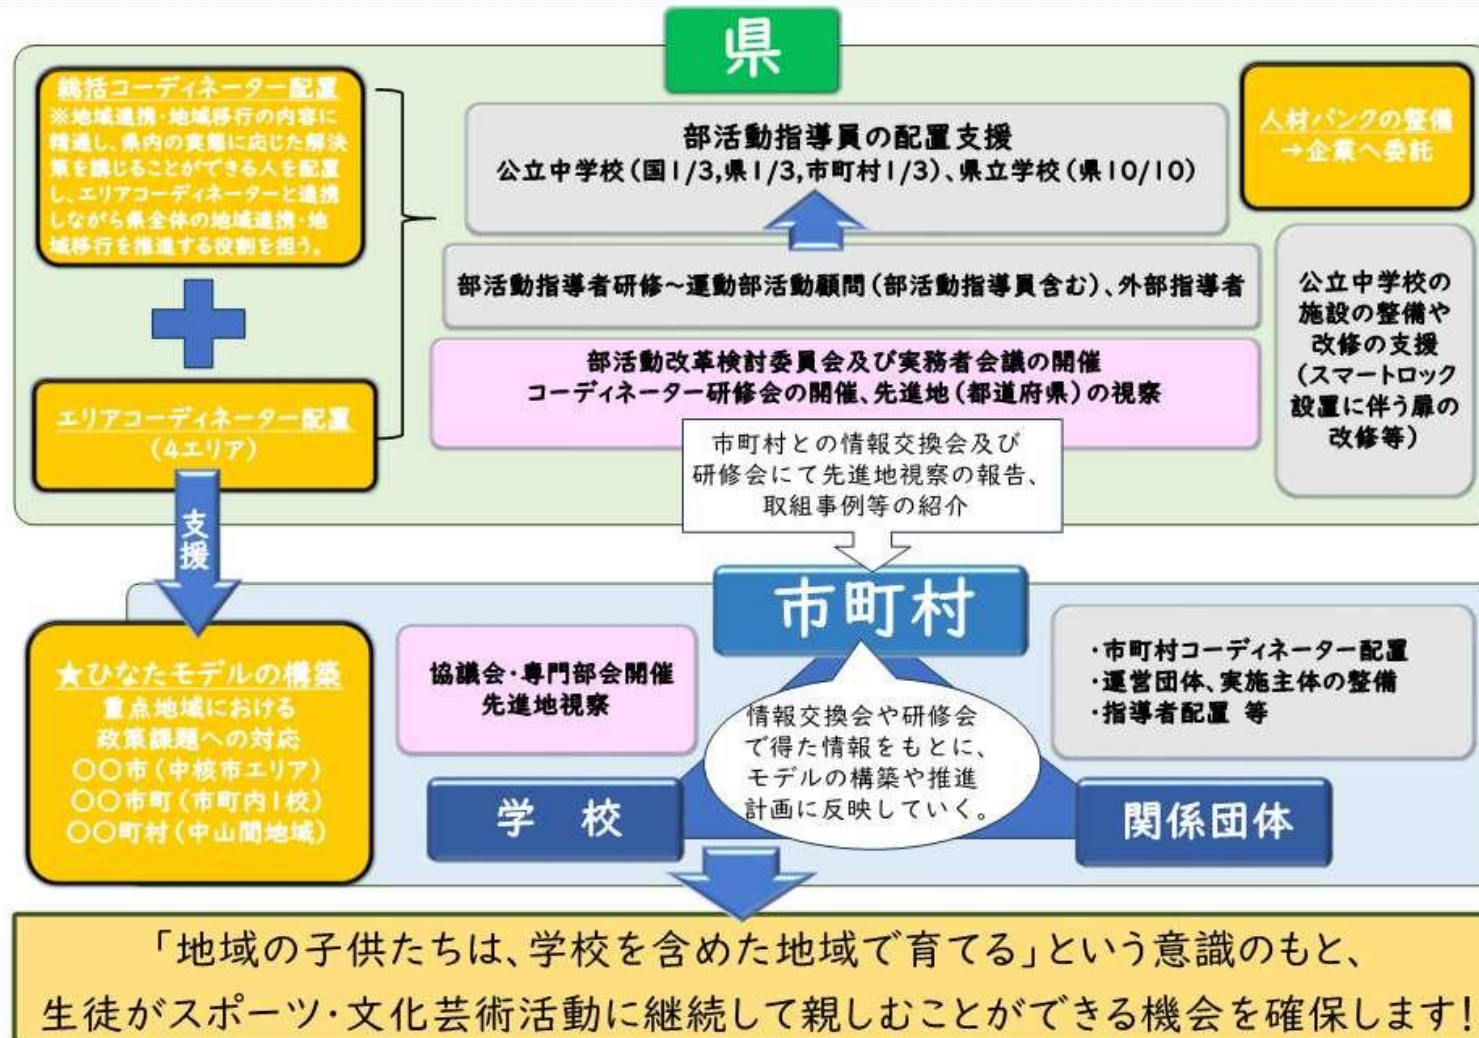 県
総括コーディネーター配置
※地域連携・地域移行の内容に
精通し、県内の実態に応じた解決
策を講じることができる人を配置
し、エリアコーディネーターと連携
しながら県全体の地域連携・地
域移行を推進する役割を担う。
エリアコーディネーター配置
(4エリア)
部活動指導員の配置支援
公立中学校(国1/3,県1/3,市町村1/3)、県立学校(県10/10)
部活動指導者研修~運動部活動顧問(部活動指導員含む)、外部指導者
部活動改革検討委員会及び実務者会議の開催
コーディネーター研修会の開催、先進地(都道府県)の視察
市町村との情報交換会及び
研修会にて先進地視察の報告、
取組事例等の紹介
人材バンクの整備
→企業へ委託
公立中学校の
施設の整備や
改修の支援
(スマートロック
設置に伴う扉の
改修等)
支援
★ひなたモデルの構築
重点地域における
政策課題への対応
〇〇市(中核市エリア)
〇〇市町(市町内1校)
〇〇町村(中山間地域)
市町村
協議会・専門部会開催
先進地視察
情報交換会や研修会
で得た情報をもとに、
モデルの構築や推進
計画に反映していく。
・市町村コーディネーター配置
・運営団体、実施主体の整備
・指導者配置 等
学 校
関係団体
「地域の子供たちは、学校を含めた地域で育てる」という意識のもと、
生徒がスポーツ・文化芸術活動に継続して親しむことができる機会を確保します!